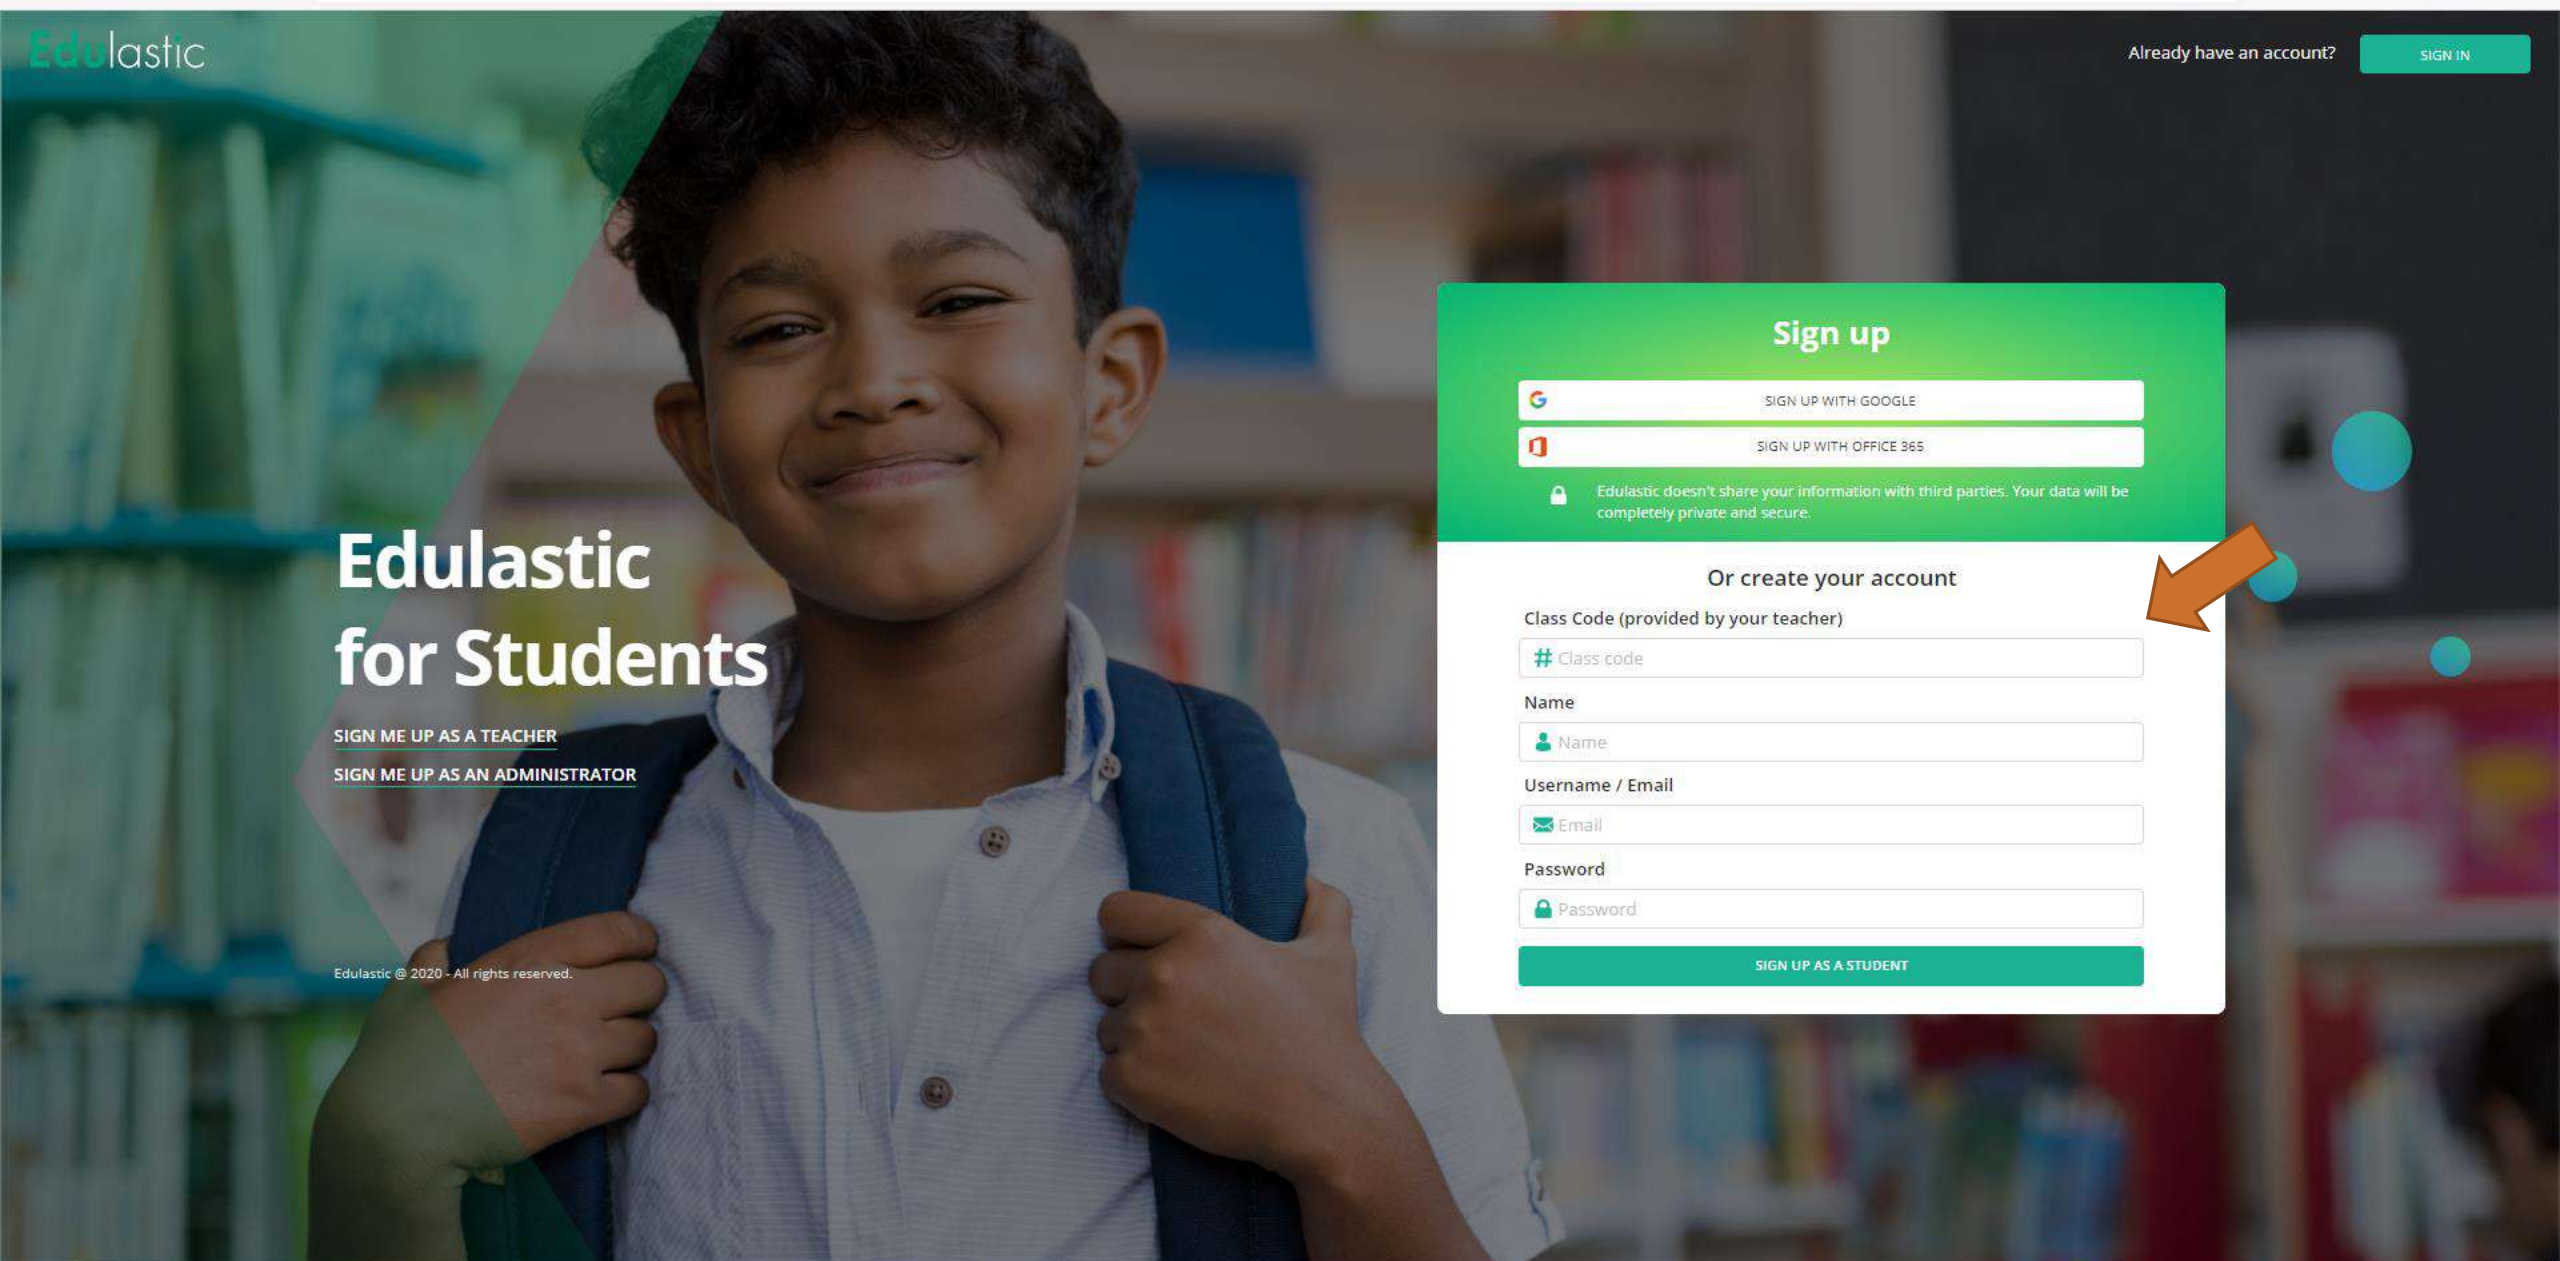 Edulastic
Already have an account?
SIGN IN
Edulastic
for Students
SIGN ME UP AS A TEACHER
SIGN ME UP AS AN ADMINISTRATOR
Edulastic @ 2020 - All rights reserved.
Sign up
SIGN UP WITH GOOGLE
SIGN UP WITH OFFICE 365
Edulastic doesn't share your information with third parties. Your data will be
completely private and secure.
Or create your account
Class Code (provided by your teacher)
# Class code
Name
Name
Username / Email
Email
Password
Password
SIGN UP AS A STUDENT